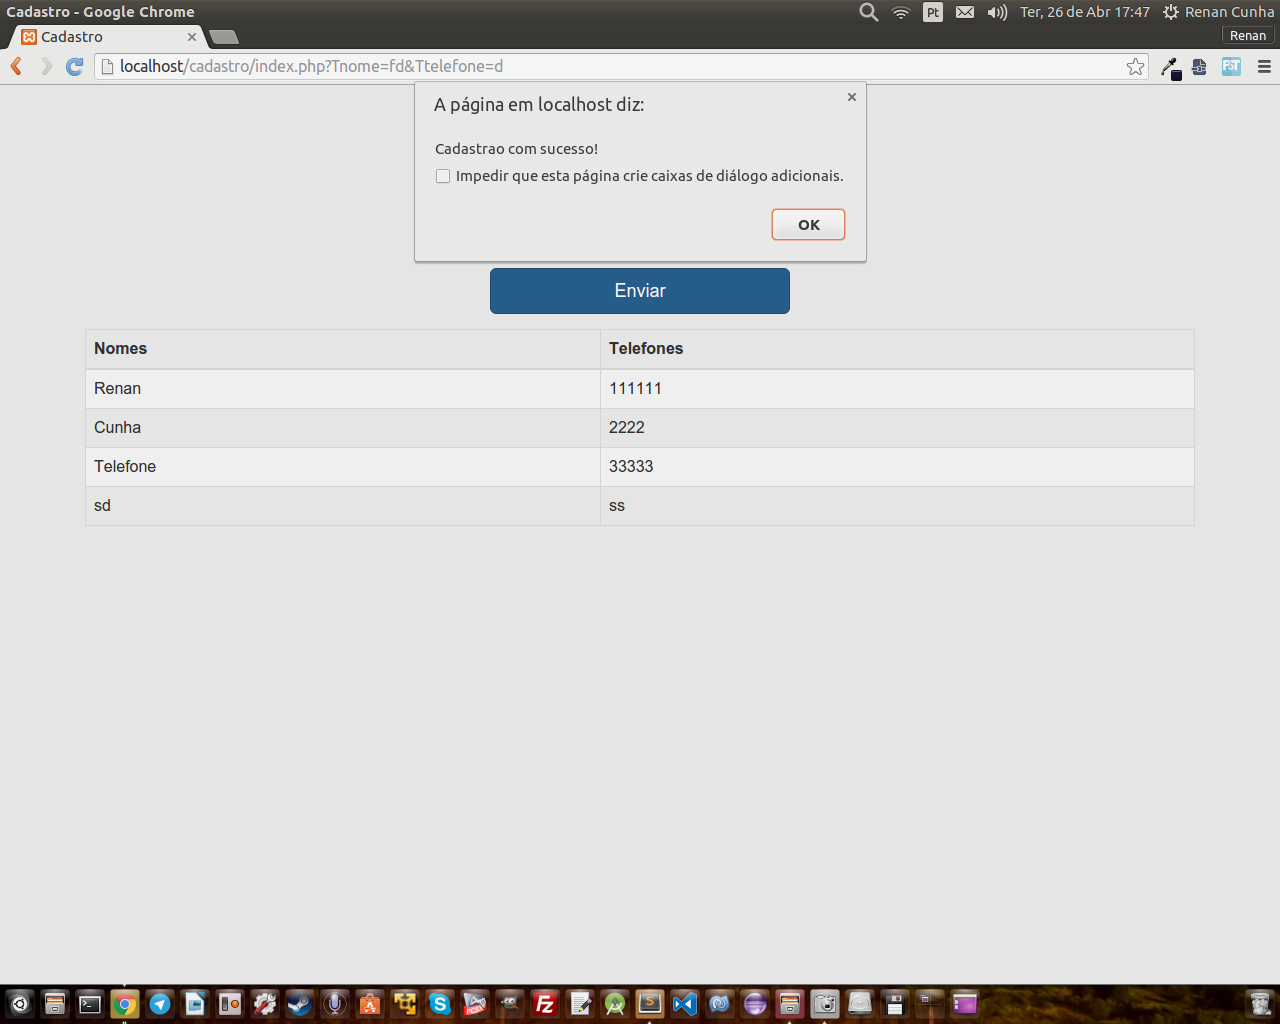 Cadastro - Google Chrome
Pt
Ter, 26 de Abr 17:47
Renan Cunha
Cadastro
Renan
localhost/cadastro/index.php?Tnome=fd&Ttelefone=d
A página em localhost diz:
Cadastrao com sucesso!
Impedir que esta página crie caixas de diálogo adicionais.
OK
Enviar
Nomes Telefones
Renan 111111
Cunha 2222
Telefone 33333
sd ss